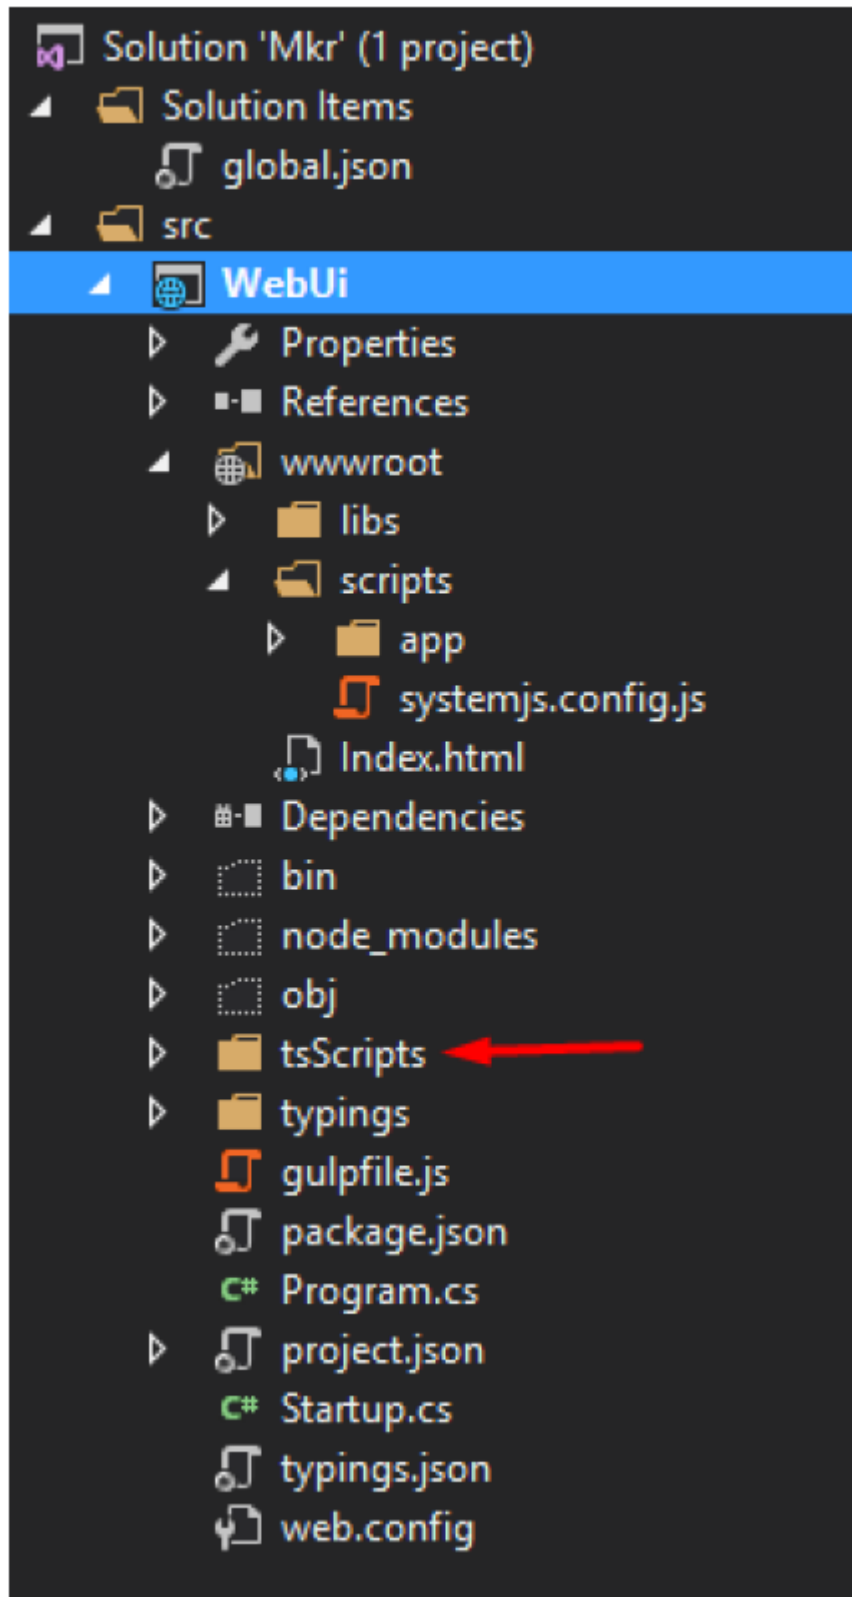 Solution 'Mkr' (1 project)
Solution Items
global.json
src
WebUi
Properties
References
wwwroot
libs
scripts
app
systemjs.config.js
Index.html
Dependencies
bin
node_modules
obj
tsScripts
typings
gulpfile.js
package.json
C# Program.cs
project.json
C# Startup.cs
typings.json
web.config